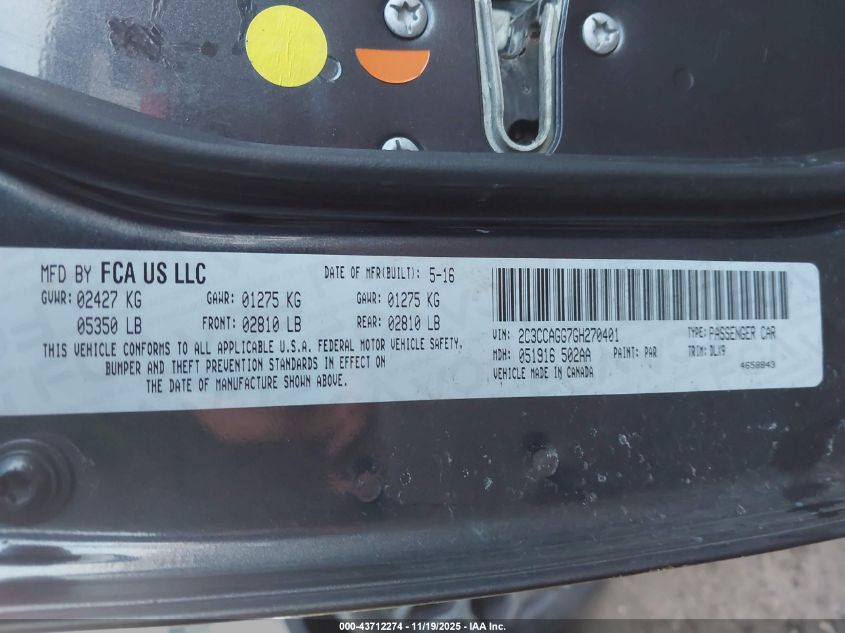 MFD BY FCA US LLC DATE OF MFR(BUILT): 5-16
GVWR: 02427 KG GAWR: 01275 KG GAWR: 01275 KG
05350 LB FRONT: 02810 LB REAR: 02810 LB
THIS VEHICLE CONFORMS TO ALL APPLICABLE U.S.A. FEDERAL MOTOR VEHICLE SAFETY,
BUMPER AND THEFT PREVENTION STANDARDS IN EFFECT ON
THE DATE OF MANUFACTURE SHOWN ABOVE.
VIN: 2C3CCAGG7GH270401 TYPE: PASSENGER CAR
MDH: 051916 502AA PAINT: PAR TRIM: DLX9
VEHICLE MADE IN CANADA 4658843
000-43712274 - 11/19/2025 - IAA Inc.